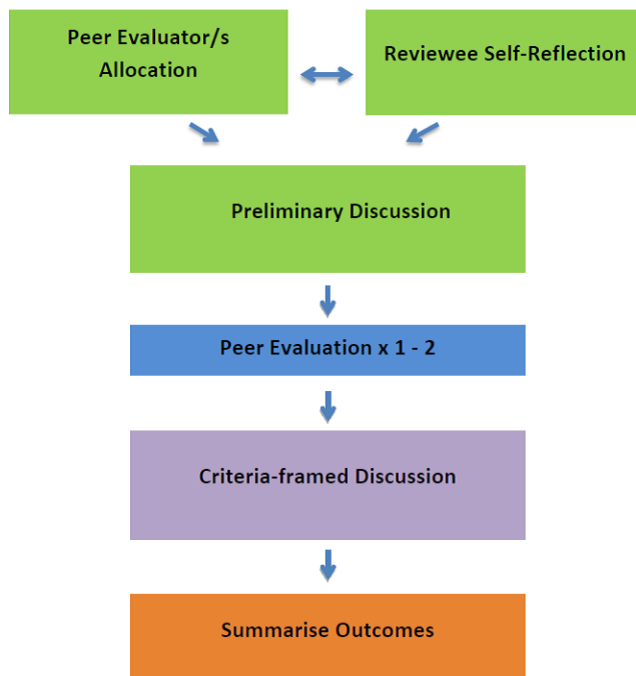 Peer Evaluator/s
Allocation
Reviewee Self-Reflection
Preliminary Discussion
Peer Evaluation x 1 - 2
Criteria-framed Discussion
Summarise Outcomes